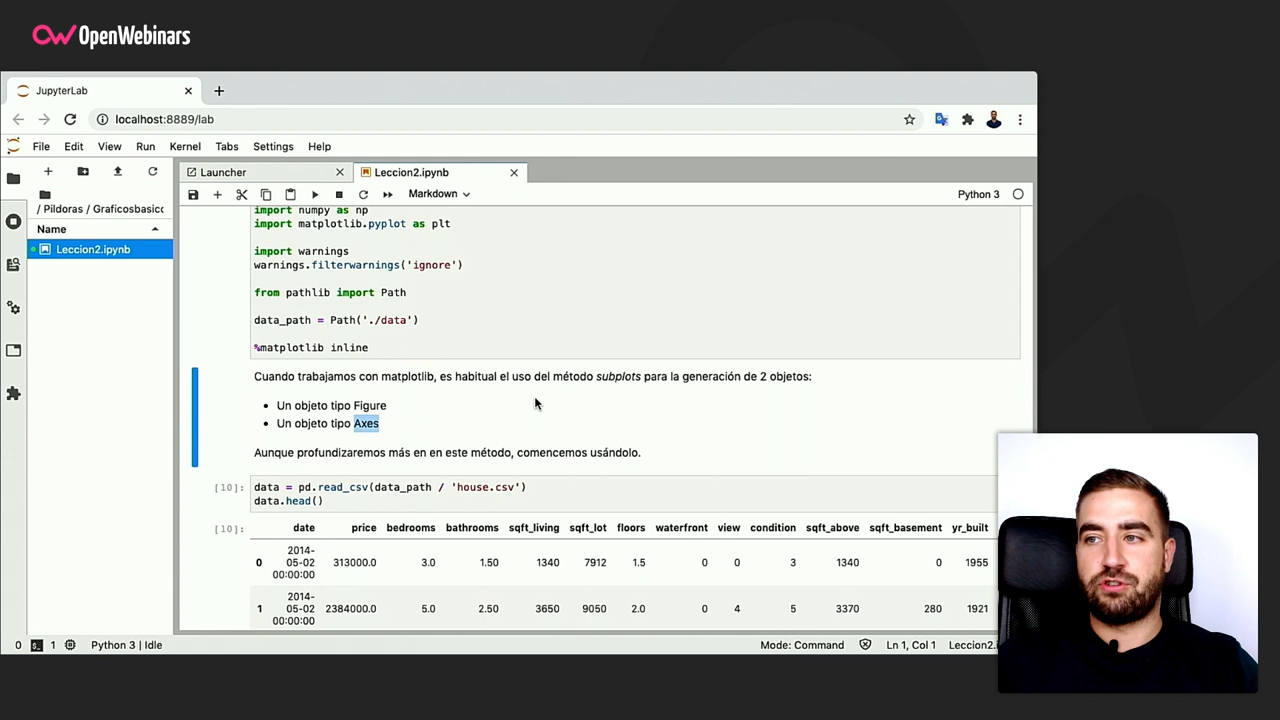 OpenWebinars
JupyterLab
localhost:8889/lab
File Edit View Run Kernel Tabs Settings Help
Launcher
Leccion2.ipynb
Markdown
Python 3
/ Pildoras / Graficosbasico
Name
Leccion2.ipynb
import numpy as np
import matplotlib.pyplot as plt
import warnings
warnings.filterwarnings('ignore')
from pathlib import Path
data_path = Path('./data')
%matplotlib inline
Cuando trabajamos con matplotlib, es habitual el uso del método subplots para la generación de 2 objetos:
• Un objeto tipo Figure
• Un objeto tipo Axes
Aunque profundizaremos más en en este método, comencemos usándolo.
[10]: data = pd.read_csv(data_path / 'house.csv')
data.head()
[10]: date price bedrooms bathrooms sqft_living sqft_lot floors waterfront view condition sqft_above sqft_basement yr_built
0 2014-05-02 00:00:00 313000.0 3.0 1.50 1340 7912 1.5 0 0 3 1340 0 1955
1 2014-05-02 00:00:00 2384000.0 5.0 2.50 3650 9050 2.0 0 4 5 3370 280 1921
0 1 Python 3 | Idle Mode: Command Ln 1, Col 1 Leccion2.i